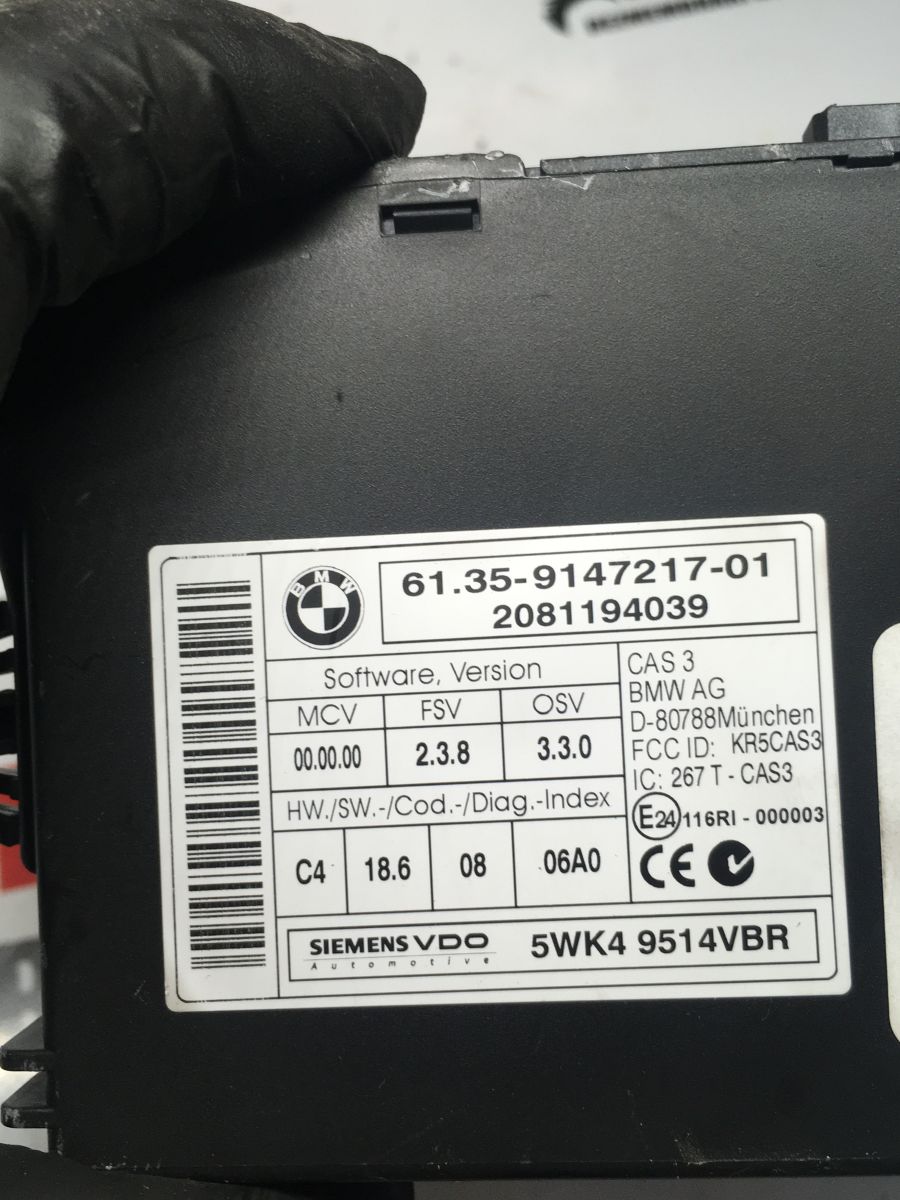 BMW
61.35-9147217-01
2081194039
Software, Version
MCV FSV OSV
00.00.00 2.3.8 3.3.0
HW./SW.-/Cod.-/Diag.-Index
C4 18.6 08 06A0
CAS 3
BMW AG
D-80788München
FCC ID: KR5CAS3
IC: 267 T - CAS3
E24 116RI - 000003
CE
SIEMENS VDO
Automotive
5WK4 9514VBR